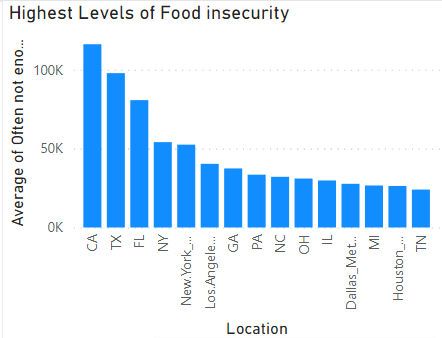 Highest Levels of Food insecurity
Average of Often not eno...
100K
50K
0K
CA
TX
FL
NY
New.York_...
Los.Angele...
GA
PA
NC
OH
IL
Dallas_Met...
MI
Houston_...
TN
Location